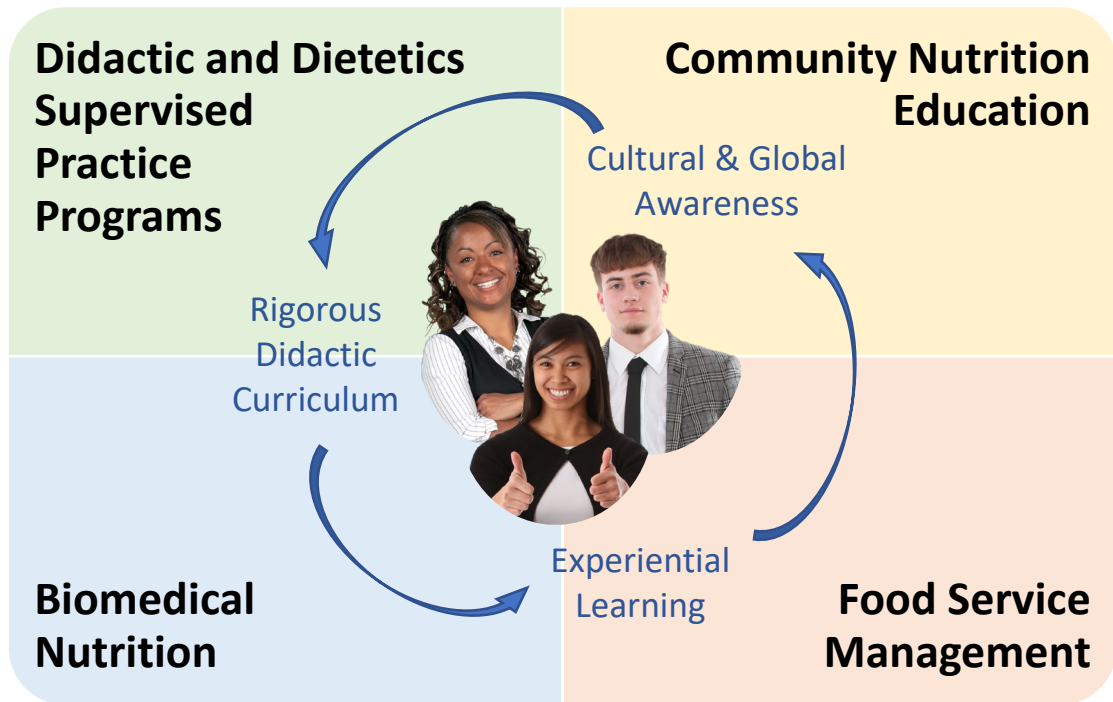 Didactic and Dietetics
Supervised
Practice
Programs
Community Nutrition
Education
Cultural & Global
Awareness
Rigorous
Didactic
Curriculum
Experiential
Learning
Biomedical
Nutrition
Food Service
Management